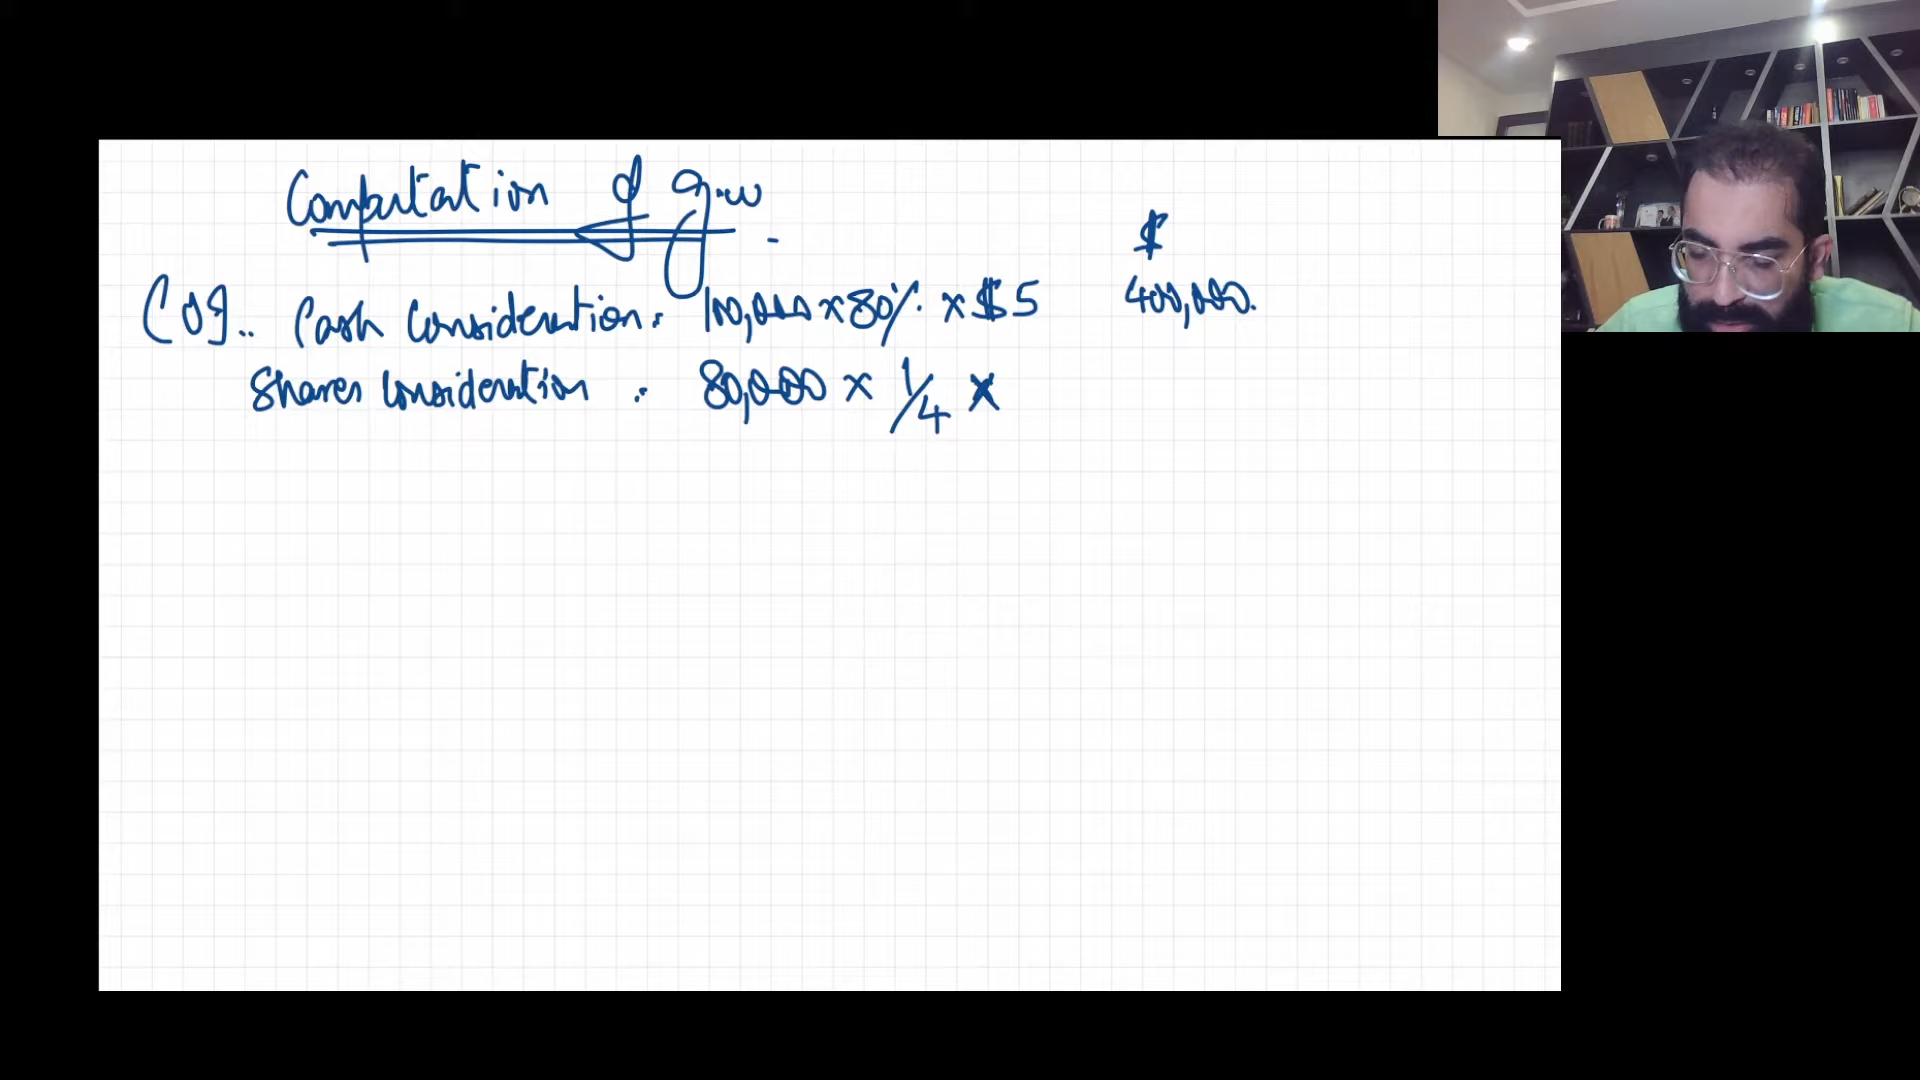 Computation of g.w
$
COI.. Cash consideration. 100,000 x 80% x $5 400,000.
Shares consideration . 80,000 x 1/4 x